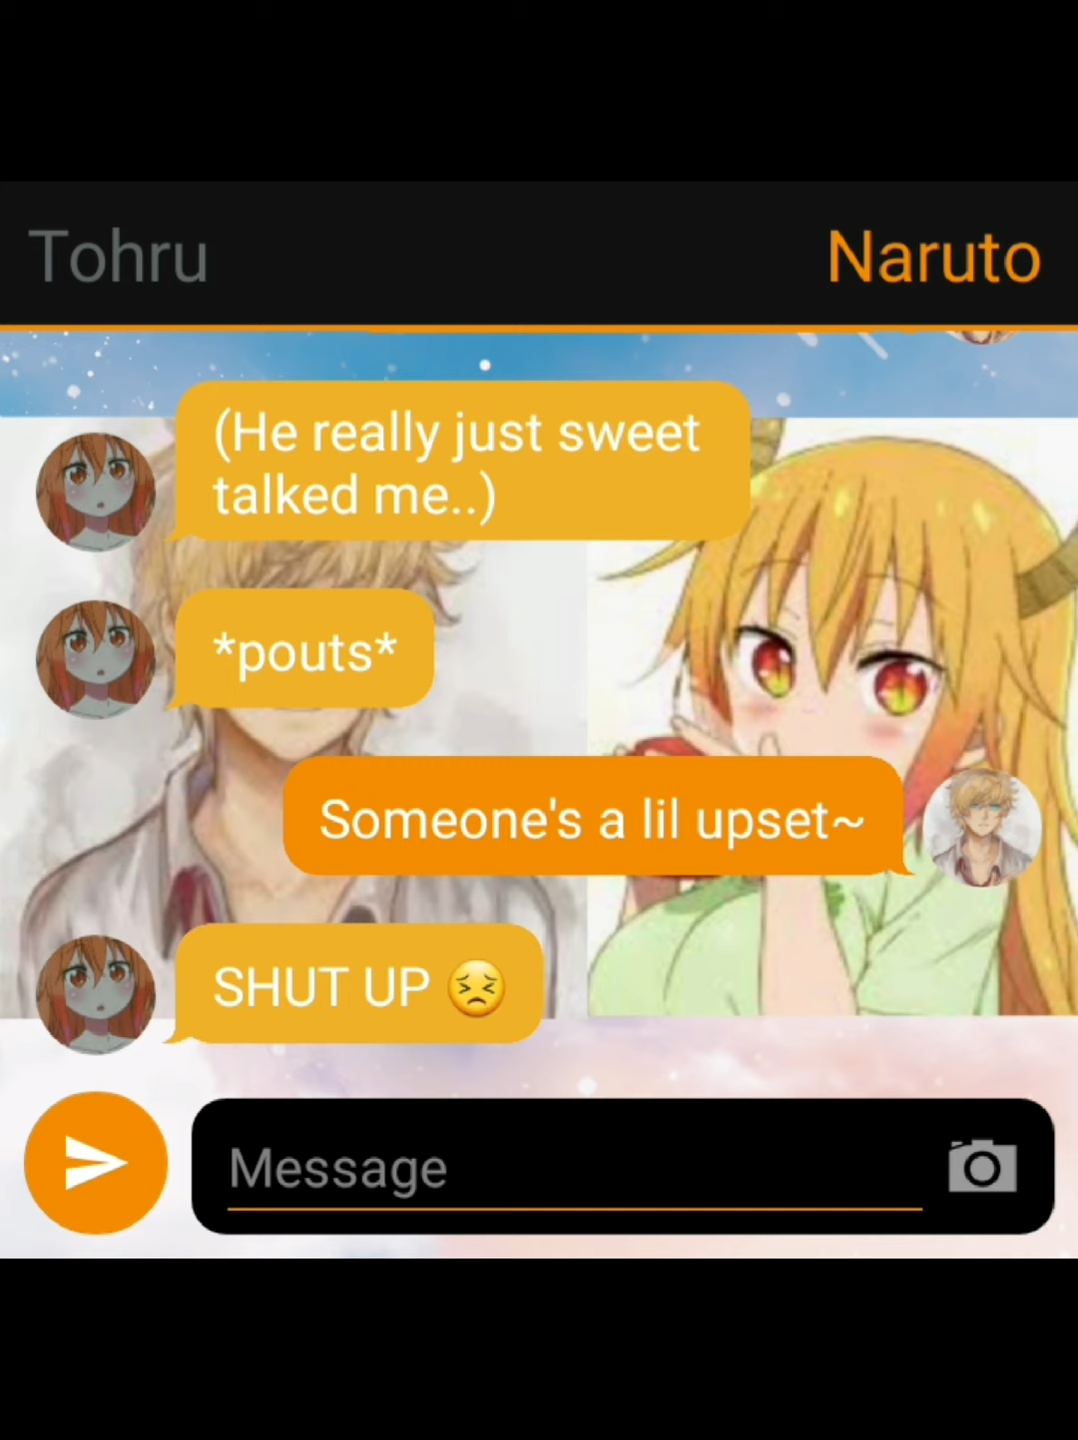 Tohru
Naruto
(He really just sweet
talked me..)
*pouts*
Someone's a lil upset~
SHUT UP 😣
Message